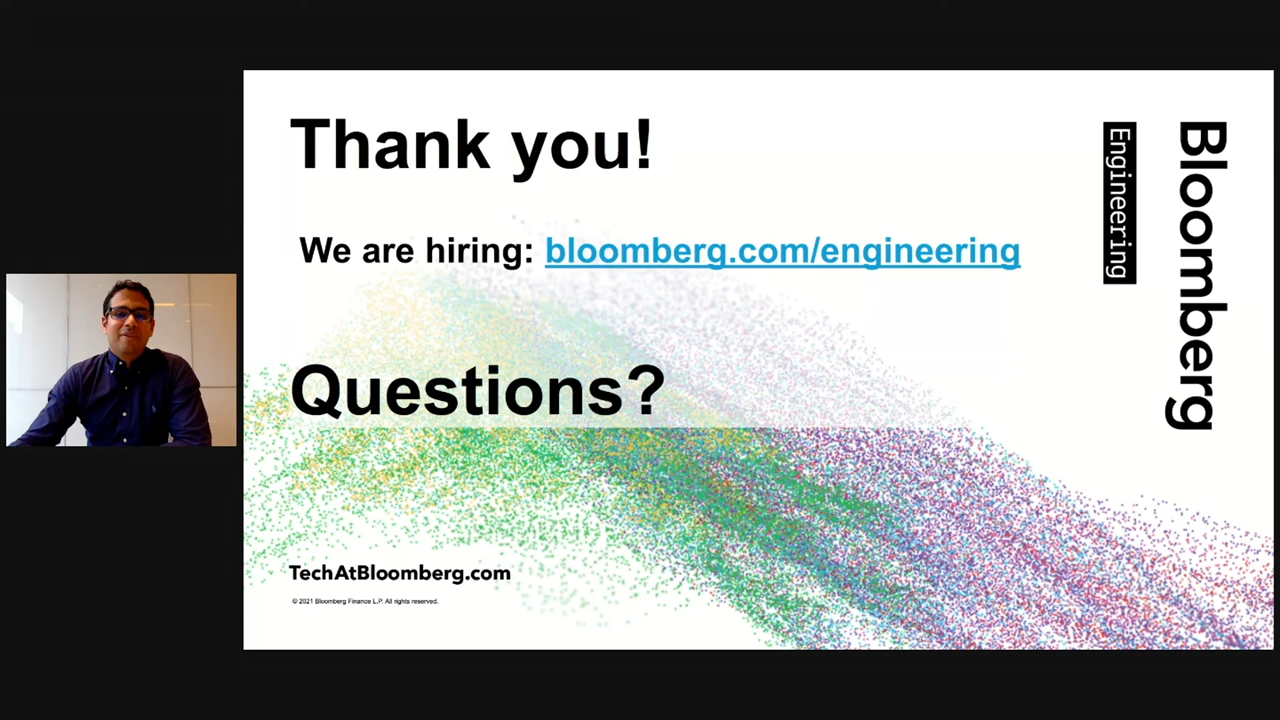 Thank you!
We are hiring: bloomberg.com/engineering
Questions?
TechAtBloomberg.com
© 2021 Bloomberg Finance L.P. All rights reserved.
Engineering
Bloomberg